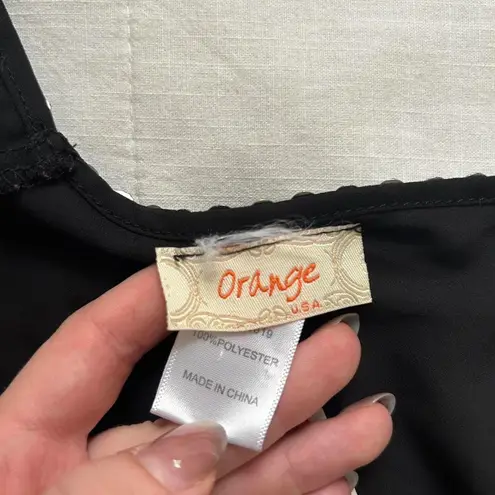 Orange
U.S.A.
100%POLYESTER
MADE IN CHINA